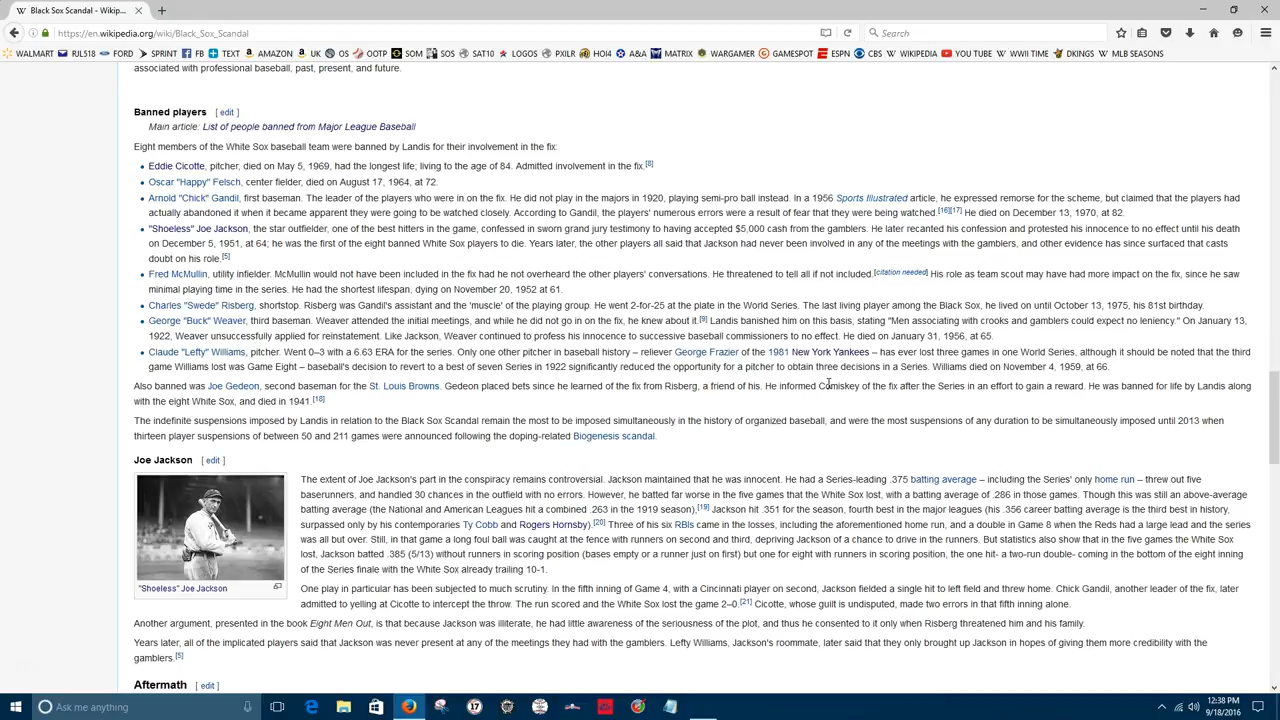 Black Sox Scandal - Wikip...
https://en.wikipedia.org/wiki/Black_Sox_Scandal
Search
WALMART RJL518 FORD SPRINT FB TEXT AMAZON UK OS OOTP SOM SOS SAT10 LOGOS PXILR HOI4 A&A MATRIX WARGAMER GAMESPOT ESPN CBS WIKIPEDIA YOU TUBE WWII TIME DKINGS MLB SEASONS
associated with professional baseball, past, present, and future.
Banned players [ edit ]
Main article: List of people banned from Major League Baseball
Eight members of the White Sox baseball team were banned by Landis for their involvement in the fix:
Eddie Cicotte, pitcher, died on May 5, 1969, had the longest life; living to the age of 84. Admitted involvement in the fix.[8]
Oscar "Happy" Felsch, center fielder, died on August 17, 1964, at 72.
Arnold "Chick" Gandil, first baseman. The leader of the players who were in on the fix. He did not play in the majors in 1920, playing semi-pro ball instead. In a 1956 Sports Illustrated article, he expressed remorse for the scheme, but claimed that the players had
actually abandoned it when it became apparent they were going to be watched closely. According to Gandil, the players' numerous errors were a result of fear that they were being watched.[16][17] He died on December 13, 1970, at 82.
"Shoeless" Joe Jackson, the star outfielder, one of the best hitters in the game, confessed in sworn grand jury testimony to having accepted $5,000 cash from the gamblers. He later recanted his confession and protested his innocence to no effect until his death
on December 5, 1951, at 64; he was the first of the eight banned White Sox players to die. Years later, the other players all said that Jackson had never been involved in any of the meetings with the gamblers, and other evidence has since surfaced that casts
doubt on his role.[5]
Fred McMullin, utility infielder. McMullin would not have been included in the fix had he not overheard the other players' conversations. He threatened to tell all if not included.[citation needed] His role as team scout may have had more impact on the fix, since he saw
minimal playing time in the series. He had the shortest lifespan, dying on November 20, 1952 at 61.
Charles "Swede" Risberg, shortstop. Risberg was Gandil's assistant and the 'muscle' of the playing group. He went 2-for-25 at the plate in the World Series. The last living player among the Black Sox, he lived on until October 13, 1975, his 81st birthday.
George "Buck" Weaver, third baseman. Weaver attended the initial meetings, and while he did not go in on the fix, he knew about it.[9] Landis banished him on this basis, stating "Men associating with crooks and gamblers could expect no leniency." On January 13,
1922, Weaver unsuccessfully applied for reinstatement. Like Jackson, Weaver continued to profess his innocence to successive baseball commissioners to no effect. He died on January 31, 1956, at 65.
Claude "Lefty" Williams, pitcher. Went 0–3 with a 6.63 ERA for the series. Only one other pitcher in baseball history – reliever George Frazier of the 1981 New York Yankees – has ever lost three games in one World Series, although it should be noted that the third
game Williams lost was Game Eight – baseball's decision to revert to a best of seven Series in 1922 significantly reduced the opportunity for a pitcher to obtain three decisions in a Series. Williams died on November 4, 1959, at 66.
Also banned was Joe Gedeon, second baseman for the St. Louis Browns. Gedeon placed bets since he learned of the fix from Risberg, a friend of his. He informed Comiskey of the fix after the Series in an effort to gain a reward. He was banned for life by Landis along
with the eight White Sox, and died in 1941.[18]
The indefinite suspensions imposed by Landis in relation to the Black Sox Scandal remain the most to be imposed simultaneously in the history of organized baseball, and were the most suspensions of any duration to be simultaneously imposed until 2013 when
thirteen player suspensions of between 50 and 211 games were announced following the doping-related Biogenesis scandal.
Joe Jackson [ edit ]
The extent of Joe Jackson's part in the conspiracy remains controversial. Jackson maintained that he was innocent. He had a Series-leading .375 batting average – including the Series' only home run – threw out five
baserunners, and handled 30 chances in the outfield with no errors. However, he batted far worse in the five games that the White Sox lost, with a batting average of .286 in those games. Though this was still an above-average
batting average (the National and American Leagues hit a combined .263 in the 1919 season),[19] Jackson hit .351 for the season, fourth best in the major leagues (his .356 career batting average is the third best in history,
surpassed only by his contemporaries Ty Cobb and Rogers Hornsby).[20] Three of his six RBIs came in the losses, including the aforementioned home run, and a double in Game 8 when the Reds had a large lead and the series
was all but over. Still, in that game a long foul ball was caught at the fence with runners on second and third, depriving Jackson of a chance to drive in the runners. But statistics also show that in the five games the White Sox
lost, Jackson batted .385 (5/13) without runners in scoring position (bases empty or a runner just on first) but one for eight with runners in scoring position, the one hit- a two-run double- coming in the bottom of the eight inning
of the Series finale with the White Sox already trailing 10-1.
"Shoeless" Joe Jackson
One play in particular has been subjected to much scrutiny. In the fifth inning of Game 4, with a Cincinnati player on second, Jackson fielded a single hit to left field and threw home. Chick Gandil, another leader of the fix, later
admitted to yelling at Cicotte to intercept the throw. The run scored and the White Sox lost the game 2–0.[21] Cicotte, whose guilt is undisputed, made two errors in that fifth inning alone.
Another argument, presented in the book Eight Men Out, is that because Jackson was illiterate, he had little awareness of the seriousness of the plot, and thus he consented to it only when Risberg threatened him and his family.
Years later, all of the implicated players said that Jackson was never present at any of the meetings they had with the gamblers. Lefty Williams, Jackson's roommate, later said that they only brought up Jackson in hopes of giving them more credibility with the
gamblers.[5]
Aftermath [ edit ]
Ask me anything
12:38 PM
9/18/2016